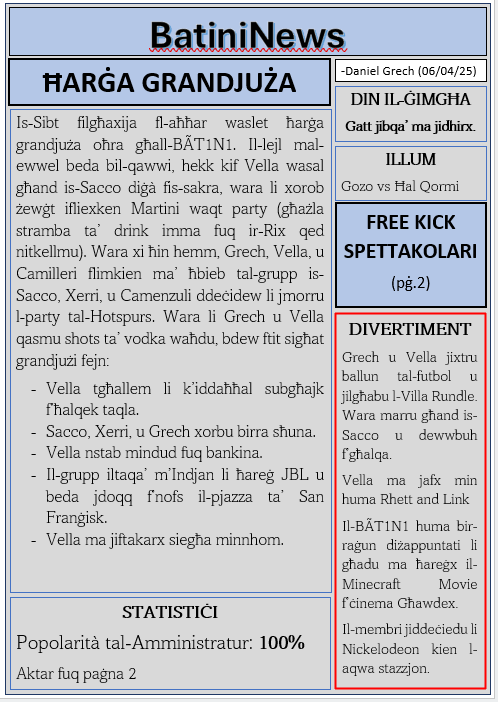 BatiniNews
ĦARĠA GRANDJUŻA
Is-Sibt filgħaxija fl-aħħar waslet ħarġa
grandjuża oħra għall-BÃT1N1. Il-lejl mal-
ewwel beda bil-qawwi, hekk kif Vella wasal
għand is-Sacco diġà fis-sakra, wara li xorob
żewġt iflixken Martini waqt party (għażla
stramba ta’ drink imma fuq ir-Rix qed
nitkellmu). Wara xi ħin hemm, Grech, Vella, u
Camilleri flimkien ma’ ħbieb tal-grupp is-
Sacco, Xerri, u Camenzuli ddeċidew li jmorru
l-party tal-Hotspurs. Wara li Grech u Vella
qasmu shots ta’ vodka waħdu, bdew ftit sigħat
grandjużi fejn:
- Vella tgħallem li k’iddaħħal subgħajk
f’ħalqek taqla.
- Sacco, Xerri, u Grech xorbu birra sħuna.
- Vella nstab mindud fuq bankina.
- Il-grupp iltaqa’ m’Indjan li ħareġ JBL u
beda jdoqq f’nofs il-pjazza ta’ San
Franġisk.
- Vella ma jiftakarx siegħa minnhom.
STATISTIĊI
Popolarità tal-Amministratur: 100%
Aktar fuq paġna 2
-Daniel Grech (06/04/25)
DIN IL-ĠIMGĦA
Gatt jibqa’ ma jidhirx.
ILLUM
Gozo vs Ħal Qormi
FREE KICK
SPETTAKOLARI
(pġ.2)
DIVERTIMENT
Grech u Vella jixtru
ballun tal-futbol u
jilgħabu l-Villa Rundle.
Wara marru għand is-
Sacco u dewwbuh
f’għalqa.
Vella ma jafx min
huma Rhett and Link
Il-BÃT1N1 huma bir-
raġun diżappuntati li
għadu ma ħareġx il-
Minecraft Movie
f’ċinema Għawdex.
Il-membri jiddeċiedu li
Nickelodeon kien l-
aqwa stazzjon.